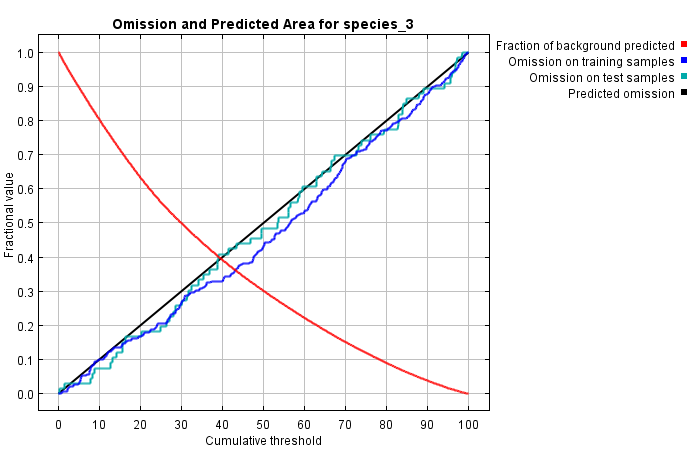 Omission and Predicted Area for species_3
Fraction of background predicted
Omission on training samples
Omission on test samples
Predicted omission
Fractional value
1.0
0.9
0.8
0.7
0.6
0.5
0.4
0.3
0.2
0.1
0.0
0 10 20 30 40 50 60 70 80 90 100
Cumulative threshold